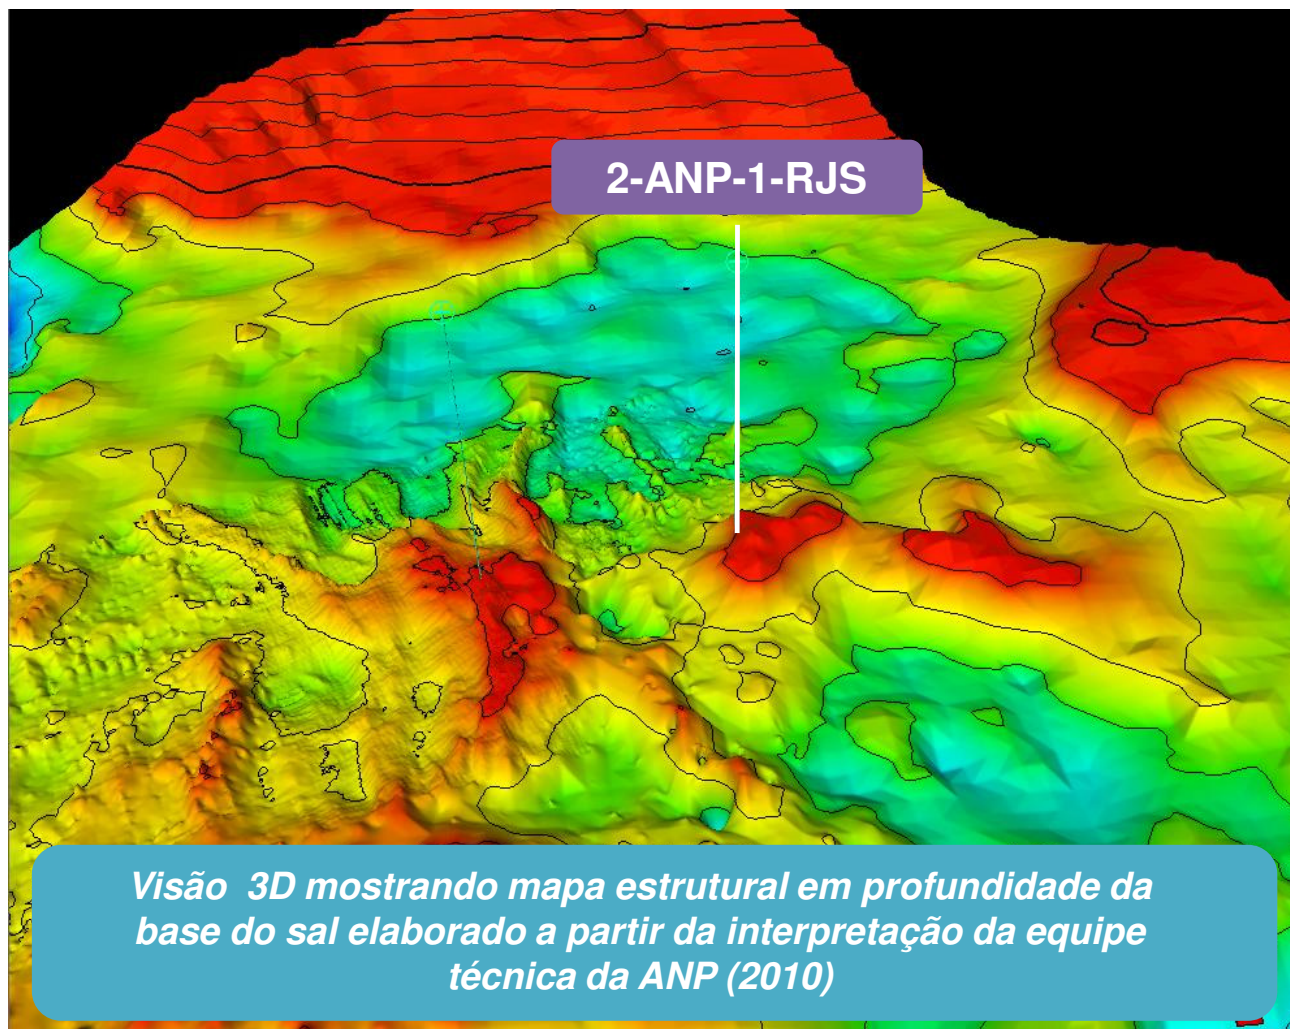 2-ANP-1-RJS
Visão 3D mostrando mapa estrutural em profundidade da
base do sal elaborado a partir da interpretação da equipe
técnica da ANP (2010)